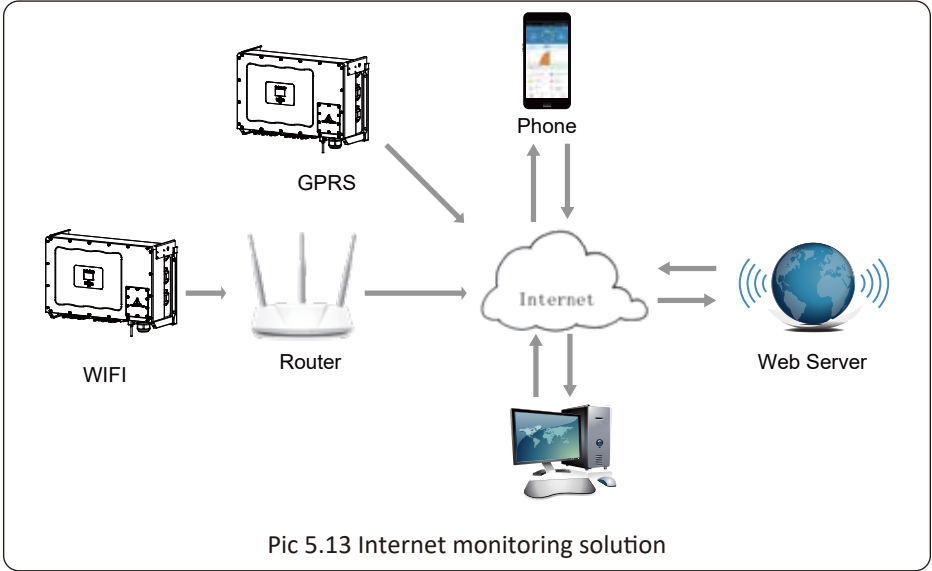 Phone
GPRS
Internet
WIFI
Router
Web Server
Pic 5.13 Internet monitoring solution